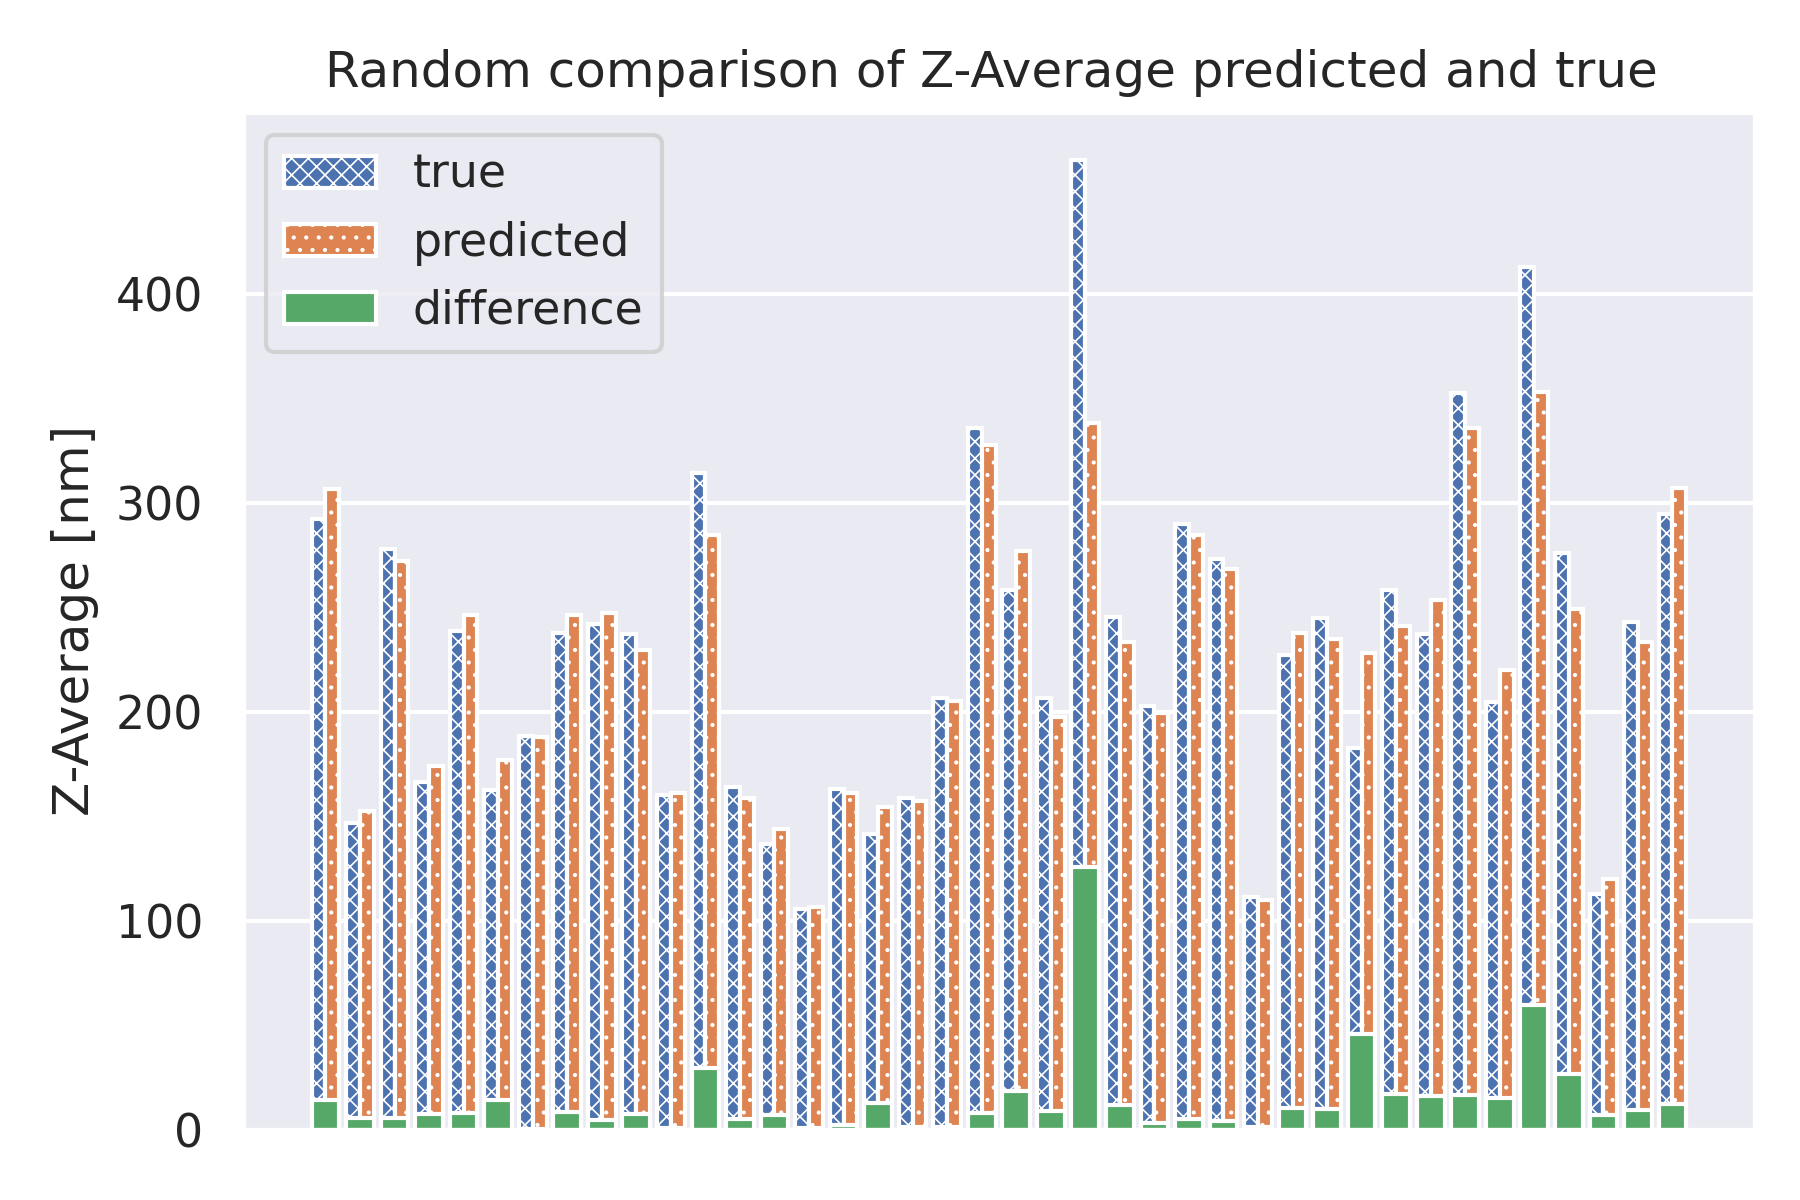 Random comparison of Z-Average predicted and true
true
predicted
difference
Z-Average [nm]
400
300
200
100
0